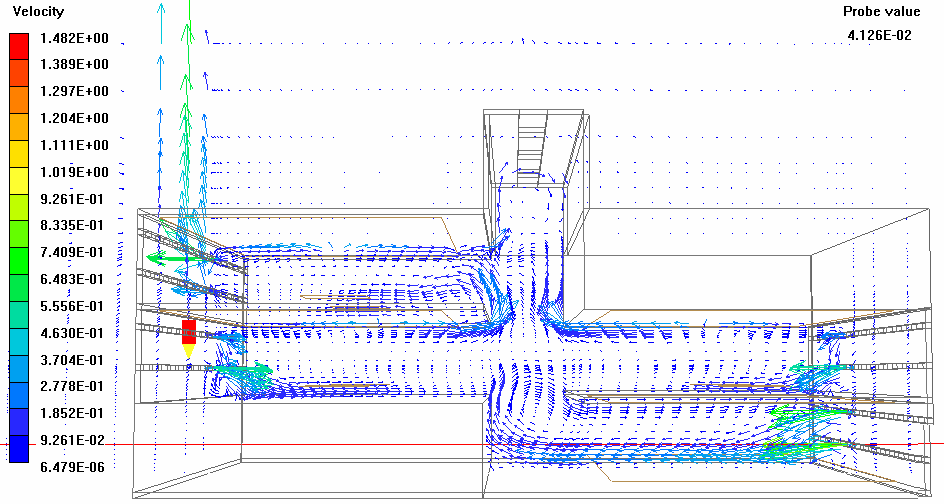 Velocity
Probe value
1.482E+00
4.126E-02
1.389E+00
1.297E+00
1.204E+00
1.111E+00
1.019E+00
9.261E-01
8.335E-01
7.409E-01
6.483E-01
5.556E-01
4.630E-01
3.704E-01
2.778E-01
1.852E-01
9.261E-02
6.479E-06